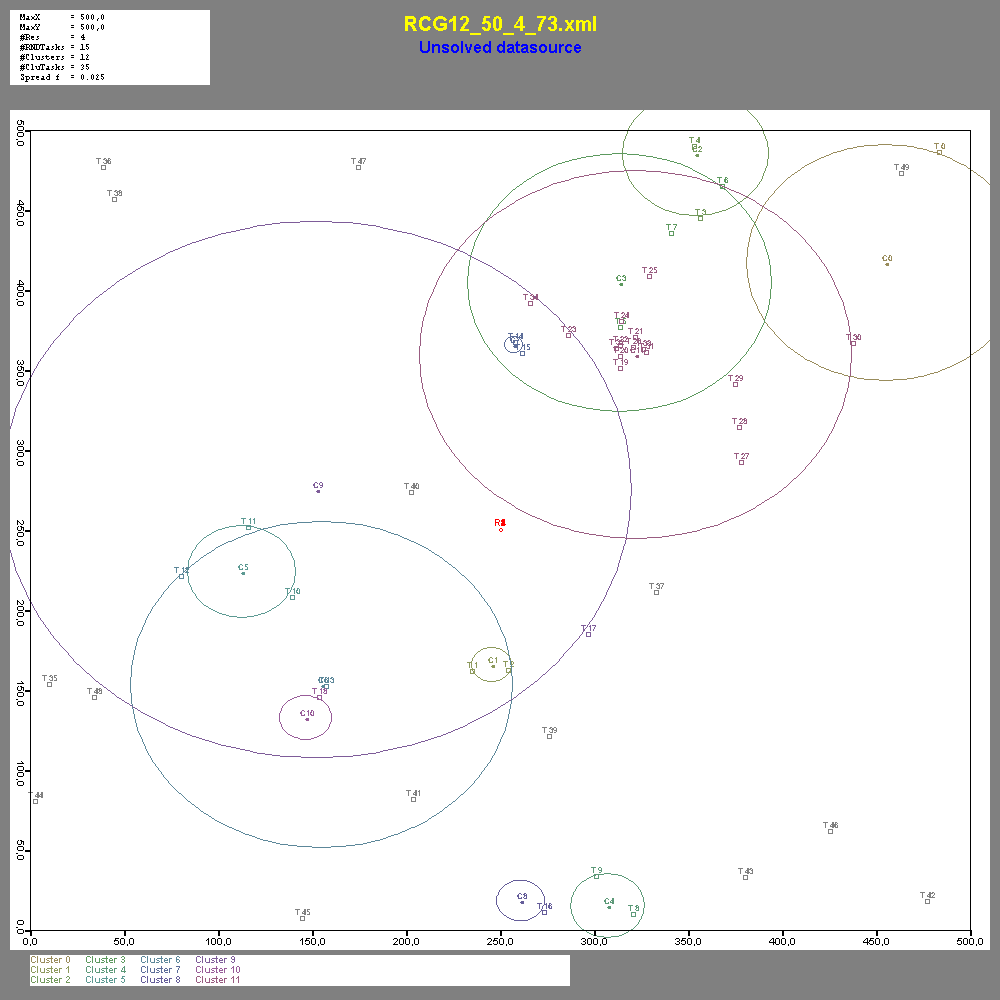 MaxX = 500,0
MaxY = 500,0
#Res = 4
#RNDTasks = 15
#Clusters = 12
#CluTasks = 35
Spread f = 0.025
RCG12_50_4_73.xml
Unsolved datasource
500,0
450,0
400,0
350,0
300,0
250,0
200,0
150,0
100,0
50,0
0,0
T 36
T 38
T 47
T 4
C2
T 6
T 3
T 7
T 0
T 49
C0
C3
T 25
T 34
T 23
T 24
T 21
T 19
T 14
T 15
T 30
T 29
T 28
T 27
C9
T 40
T 11
C5
T 12
T 10
T 37
T 17
T 1
C1
T 2
T 35
T 48
T 18
C10
T 39
T 44
T 41
T 46
T 43
T 42
T 9
C8
T 16
C4
T 8
T 45
0,0 50,0 100,0 150,0 200,0 250,0 300,0 350,0 400,0 450,0 500,0
Cluster 0 Cluster 3 Cluster 6 Cluster 9
Cluster 1 Cluster 4 Cluster 7 Cluster 10
Cluster 2 Cluster 5 Cluster 8 Cluster 11